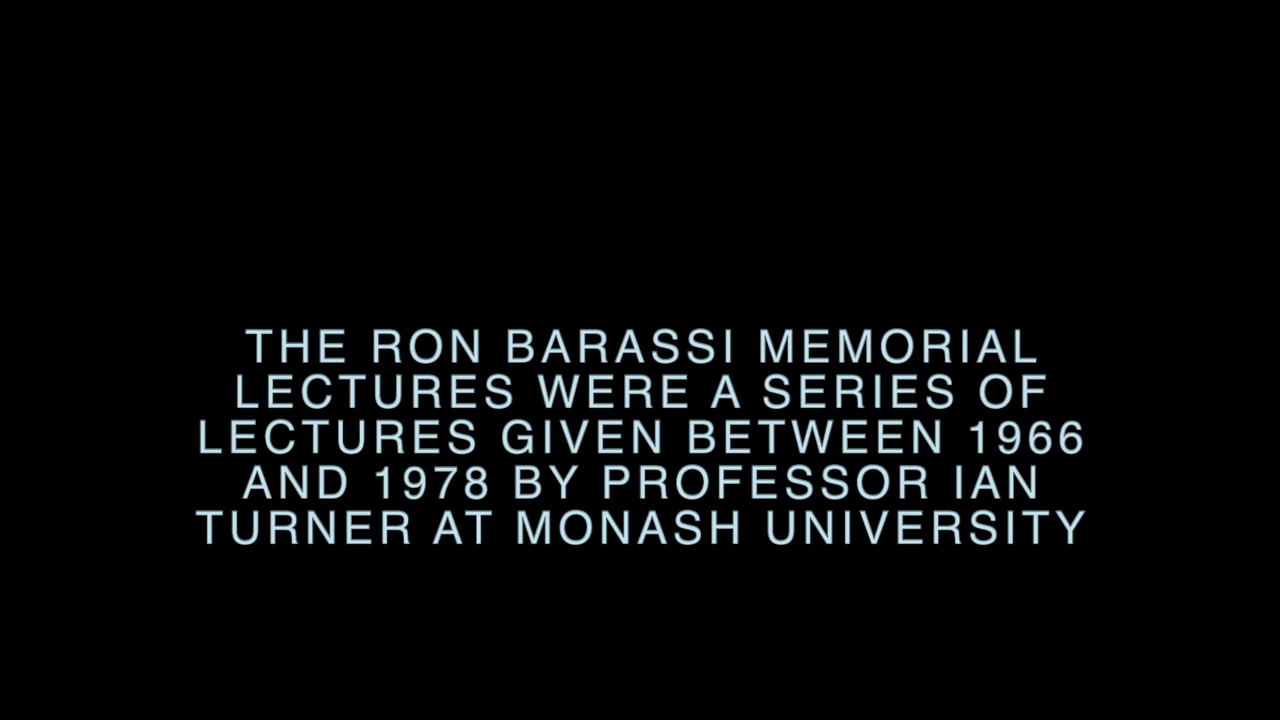 THE RON BARASSI MEMORIAL
LECTURES WERE A SERIES OF
LECTURES GIVEN BETWEEN 1966
AND 1978 BY PROFESSOR IAN
TURNER AT MONASH UNIVERSITY